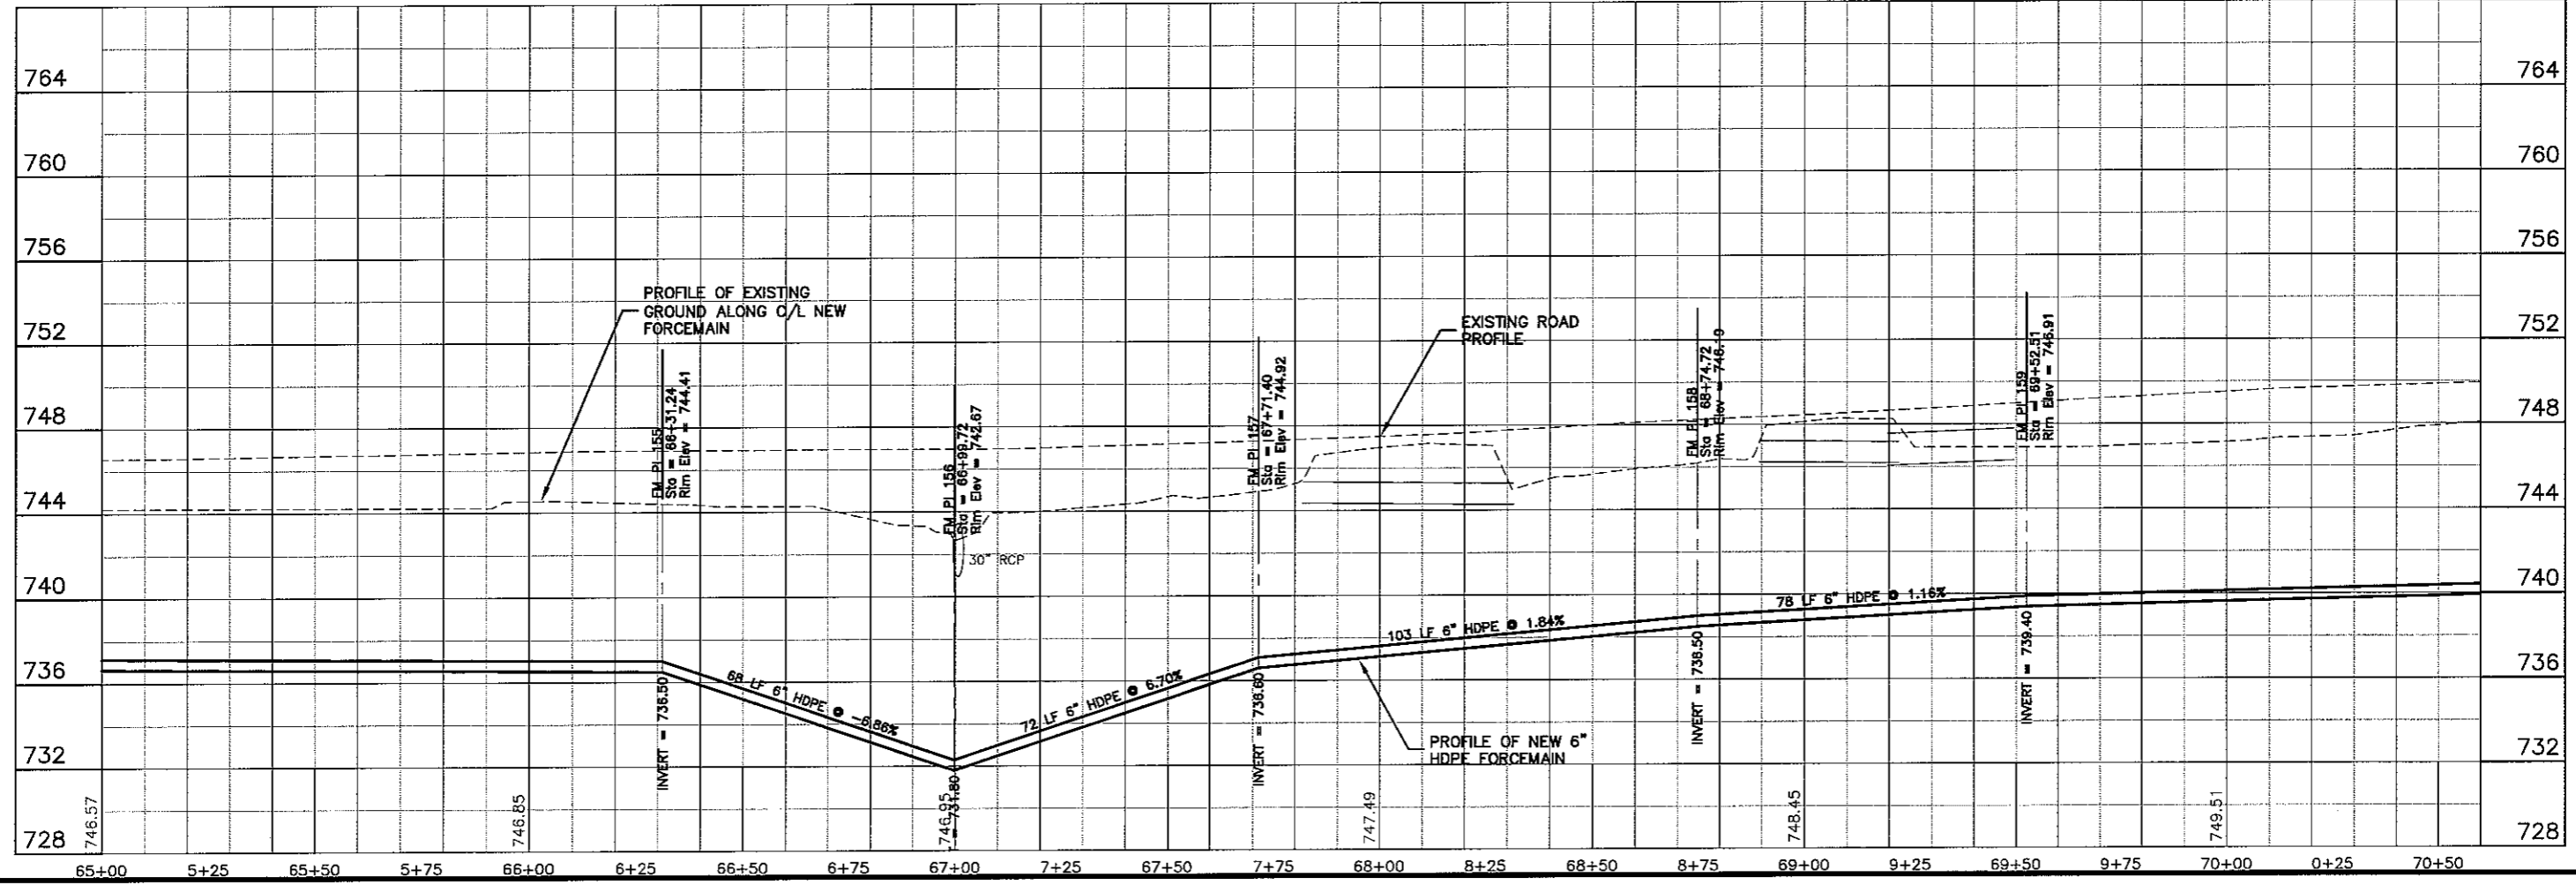 764
764
760
760
756
756
752
752
748
748
744
744
740
740
736
736
732
732
728
728
PROFILE OF EXISTING
GROUND ALONG C/L NEW
FORCEMAIN
EXISTING ROAD
PROFILE
FM PI 155
Sta = 66+31.24
Rim Elev = 744.41
FM PI 156
Sta = 66+99.72
Rim Elev = 742.67
FM PI 157
Sta = 67+71.40
Rim Elev = 744.92
FM PI 158
Sta = 68+74.72
Rim Elev = 746.19
FM PI 159
Sta = 69+52.51
Rim Elev = 746.91
30" RCP
68 LF 6" HDPE @ -6.86%
72 LF 6" HDPE @ 6.70%
103 LF 6" HDPE @ 1.84%
78 LF 6" HDPE @ 1.16%
INVERT = 736.50
= 731.80
INVERT = 736.60
INVERT = 738.50
INVERT = 739.40
PROFILE OF NEW 6"
HDPE FORCEMAIN
746.57
746.85
746.95
747.49
748.45
749.51
65+00
5+25
65+50
5+75
66+00
6+25
66+50
6+75
67+00
7+25
67+50
7+75
68+00
8+25
68+50
8+75
69+00
9+25
69+50
9+75
70+00
0+25
70+50